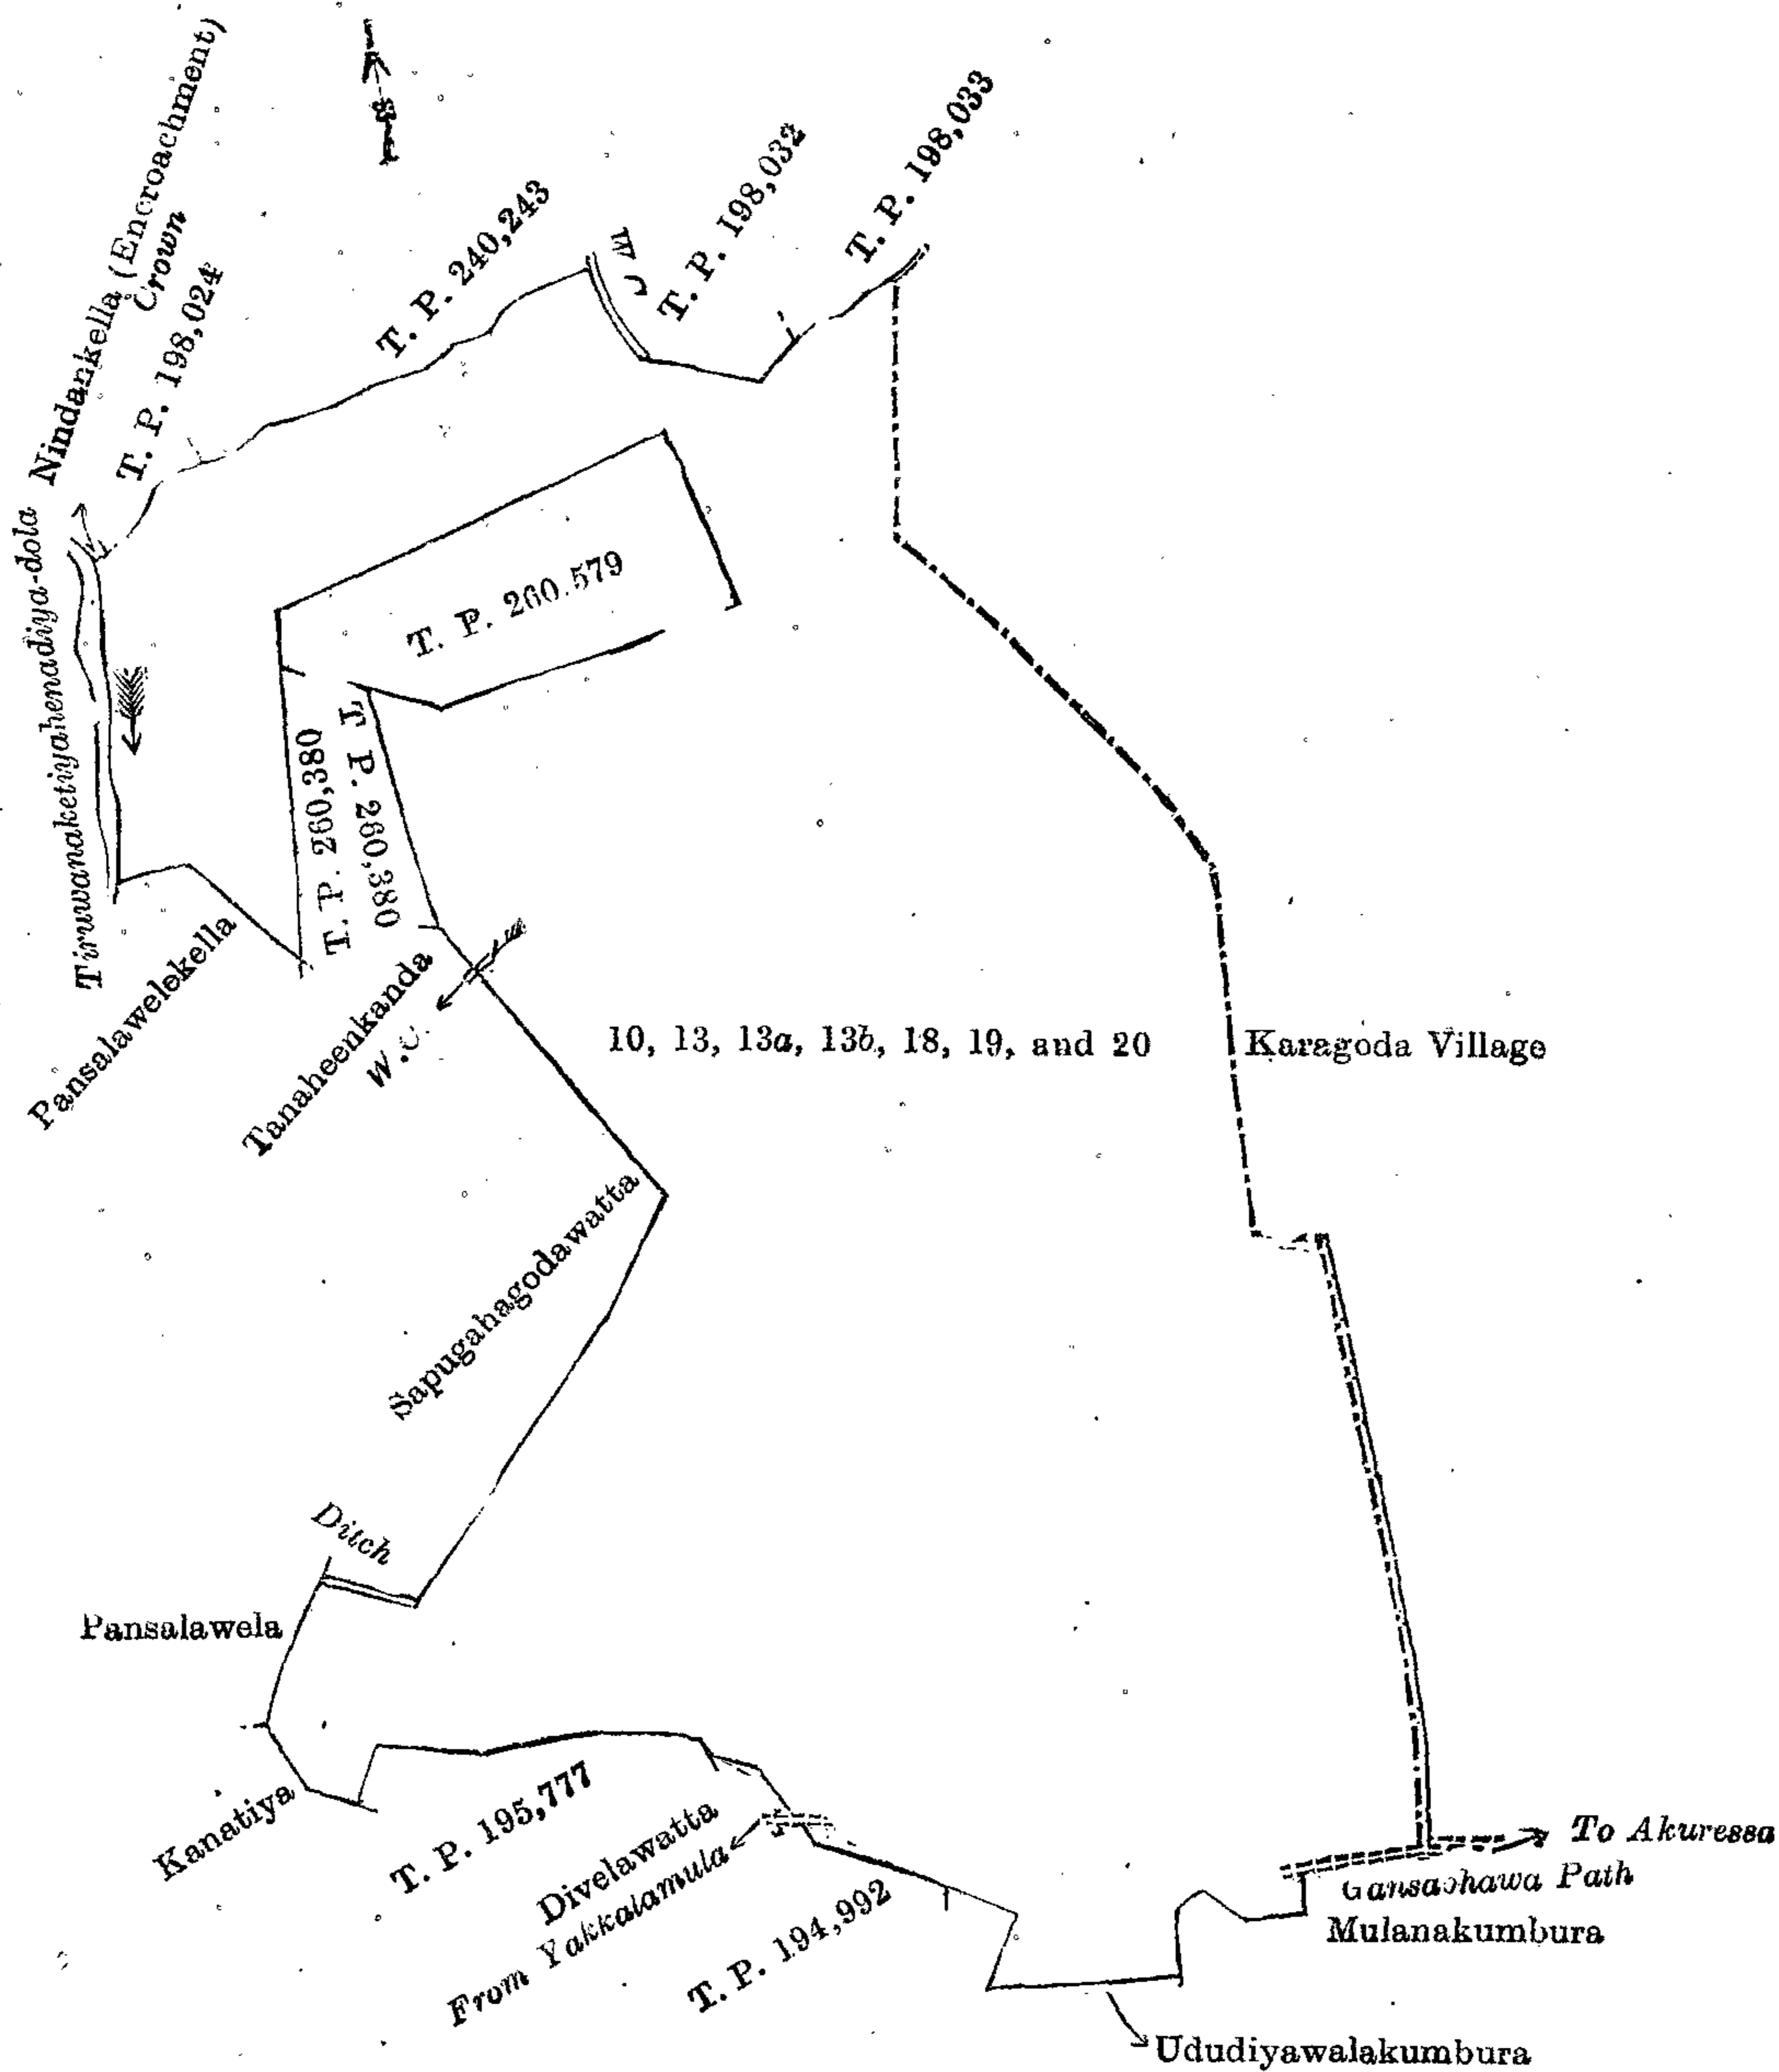 Nindankella (Encroachment)
Crown
T. P. 198,024
T. P. 240,243
W C
T. P. 198,032
T. P. 198,033
Tiruwanaketiyahenadiya-dola
T. P. 260.579
T. P. 260,380
T P. 260,380
Pansalawelekella
Tanaheenkanda
W.C.
10, 13, 13a, 13b, 18, 19, and 20
Karagoda Village
Sapugahagodawatta
Ditch
Pansalawela
Kanatiya
T. P. 195,777
Divelawatta
From Yakkalamula
T. P. 194,992
To Akuressa
Gansachawa Path
Mulanakumbura
Ududiyawalakumbura